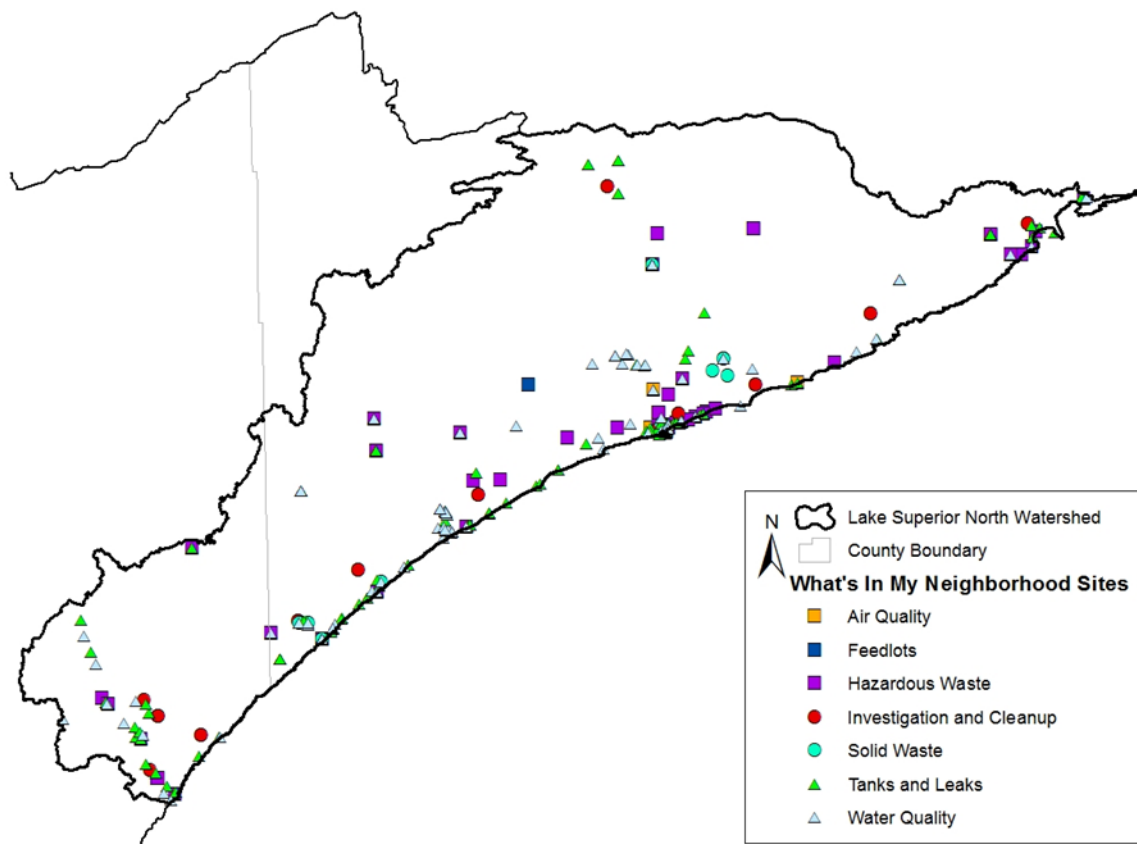 N
Lake Superior North Watershed
County Boundary
What's In My Neighborhood Sites
Air Quality
Feedlots
Hazardous Waste
Investigation and Cleanup
Solid Waste
Tanks and Leaks
Water Quality